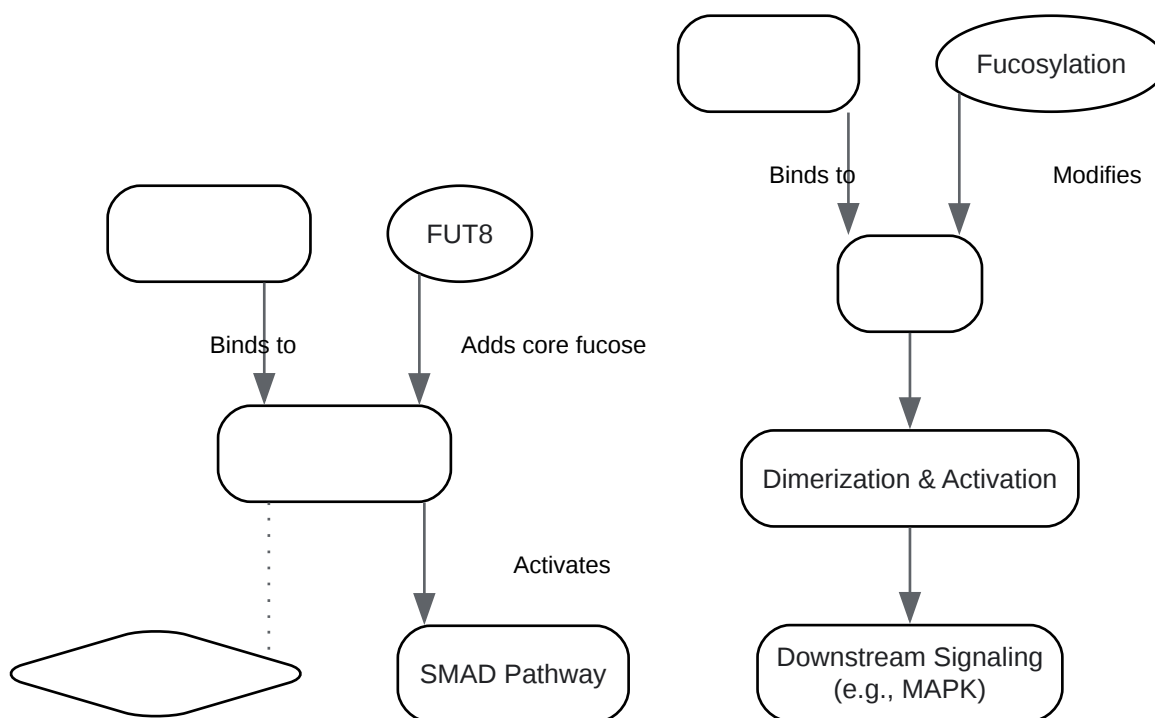 Fucosylation
Binds to
Modifies
FUT8
Binds to
Adds core fucose
Dimerization & Activation
Activates
SMAD Pathway
Downstream Signaling
(e.g., MAPK)